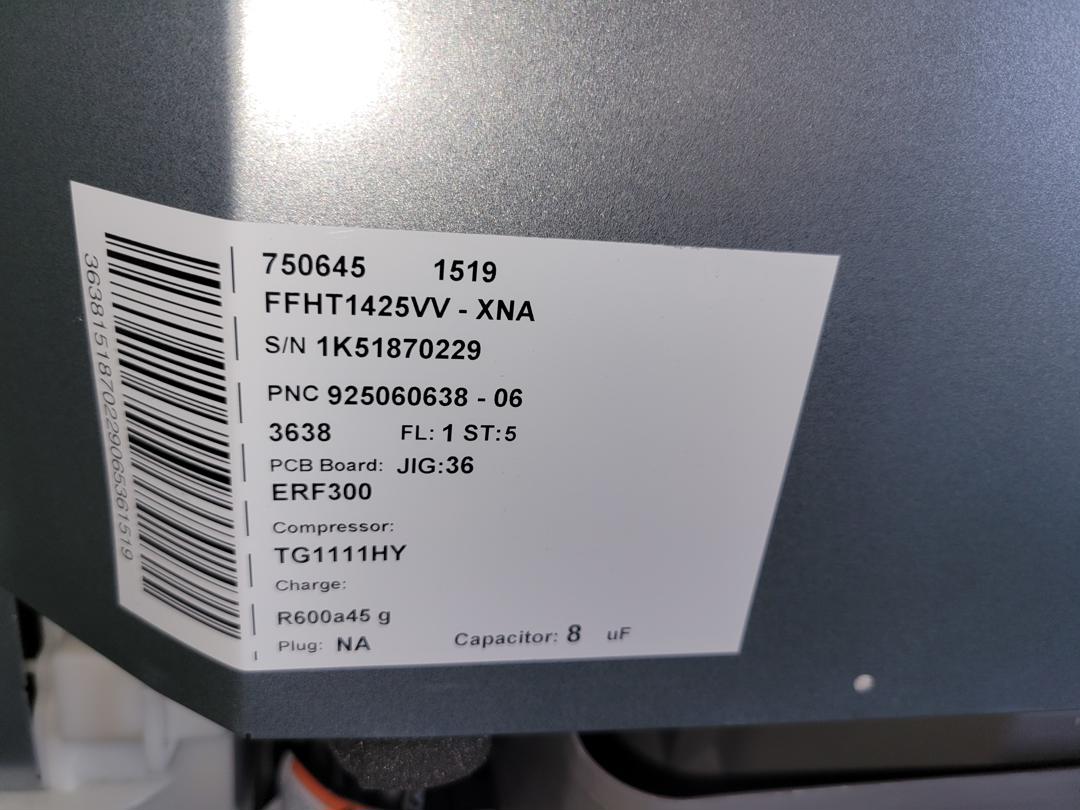 750645 1519
FFHT1425VV - XNA
S/N 1K51870229
PNC 925060638 - 06
3638 FL: 1 ST:5
PCB Board: JIG:36
ERF300
Compressor:
TG1111HY
Charge:
R600a45 g
Plug: NA Capacitor: 8 uF
3638151870229065361519